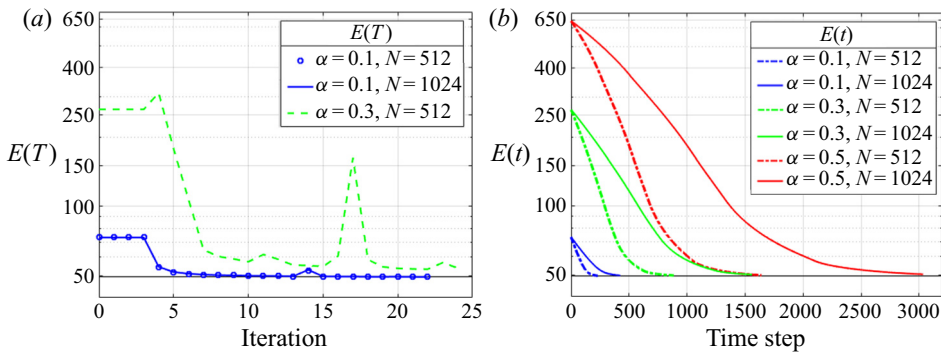 (a)
650
400
250
150
100
50
E(T)
0 5 10 15 20 25
Iteration
E(T)
α = 0.1, N = 512
α = 0.1, N = 1024
α = 0.3, N = 512
(b)
650
400
250
150
100
50
E(t)
0 500 1000 1500 2000 2500 3000
Time step
E(t)
α = 0.1, N = 512
α = 0.1, N = 1024
α = 0.3, N = 512
α = 0.3, N = 1024
α = 0.5, N = 512
α = 0.5, N = 1024